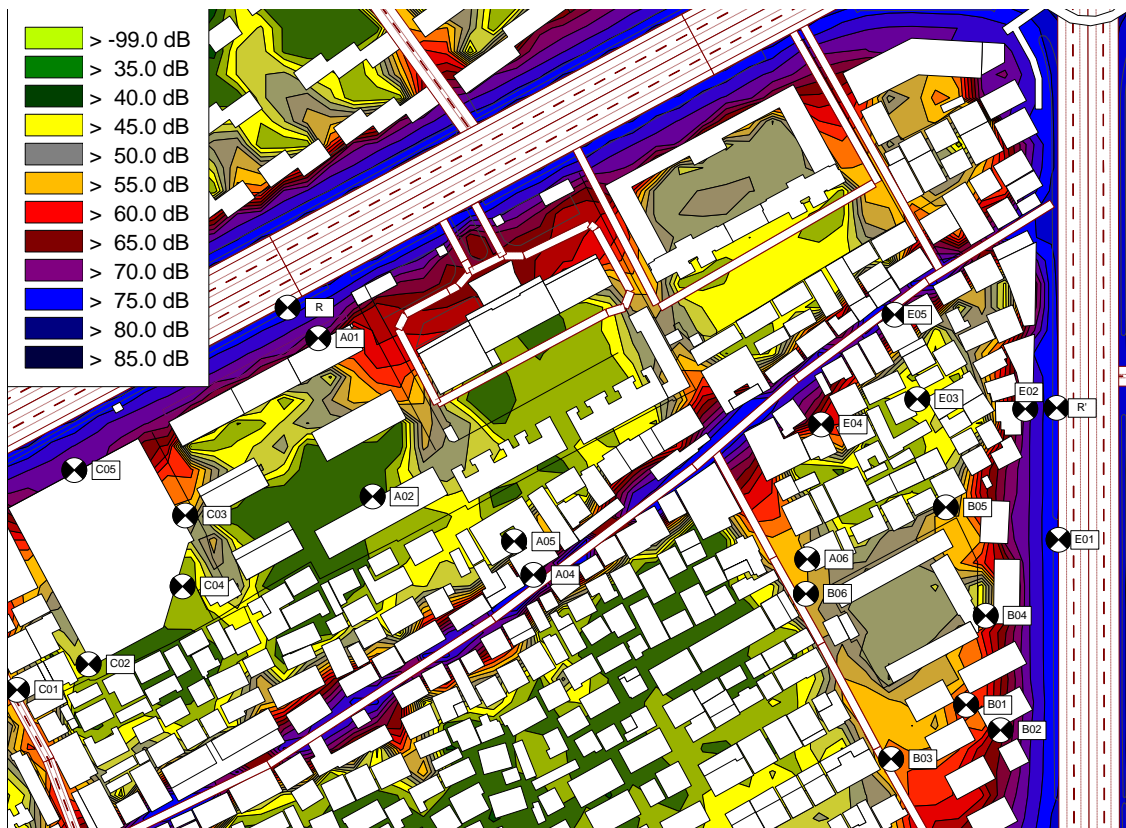 > -99.0 dB
> 35.0 dB
> 40.0 dB
> 45.0 dB
> 50.0 dB
> 55.0 dB
> 60.0 dB
> 65.0 dB
> 70.0 dB
> 75.0 dB
> 80.0 dB
> 85.0 dB
R
A01
E05
E02
E03
R'
E04
C05
A02
C03
B05
A05
E01
A06
A04
C04
B06
B04
C02
C01
B01
B02
B03